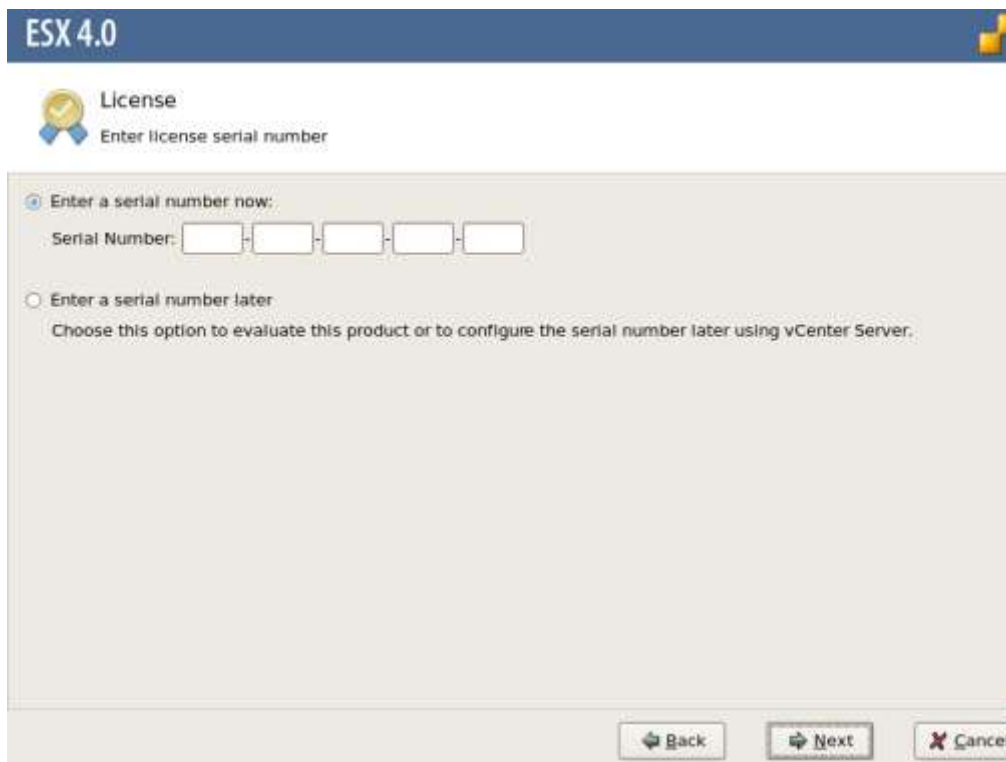 ESX 4.0
License
Enter license serial number
Enter a serial number now:
Serial Number: - - - -
Enter a serial number later
Choose this option to evaluate this product or to configure the serial number later using vCenter Server.
Back Next Cance